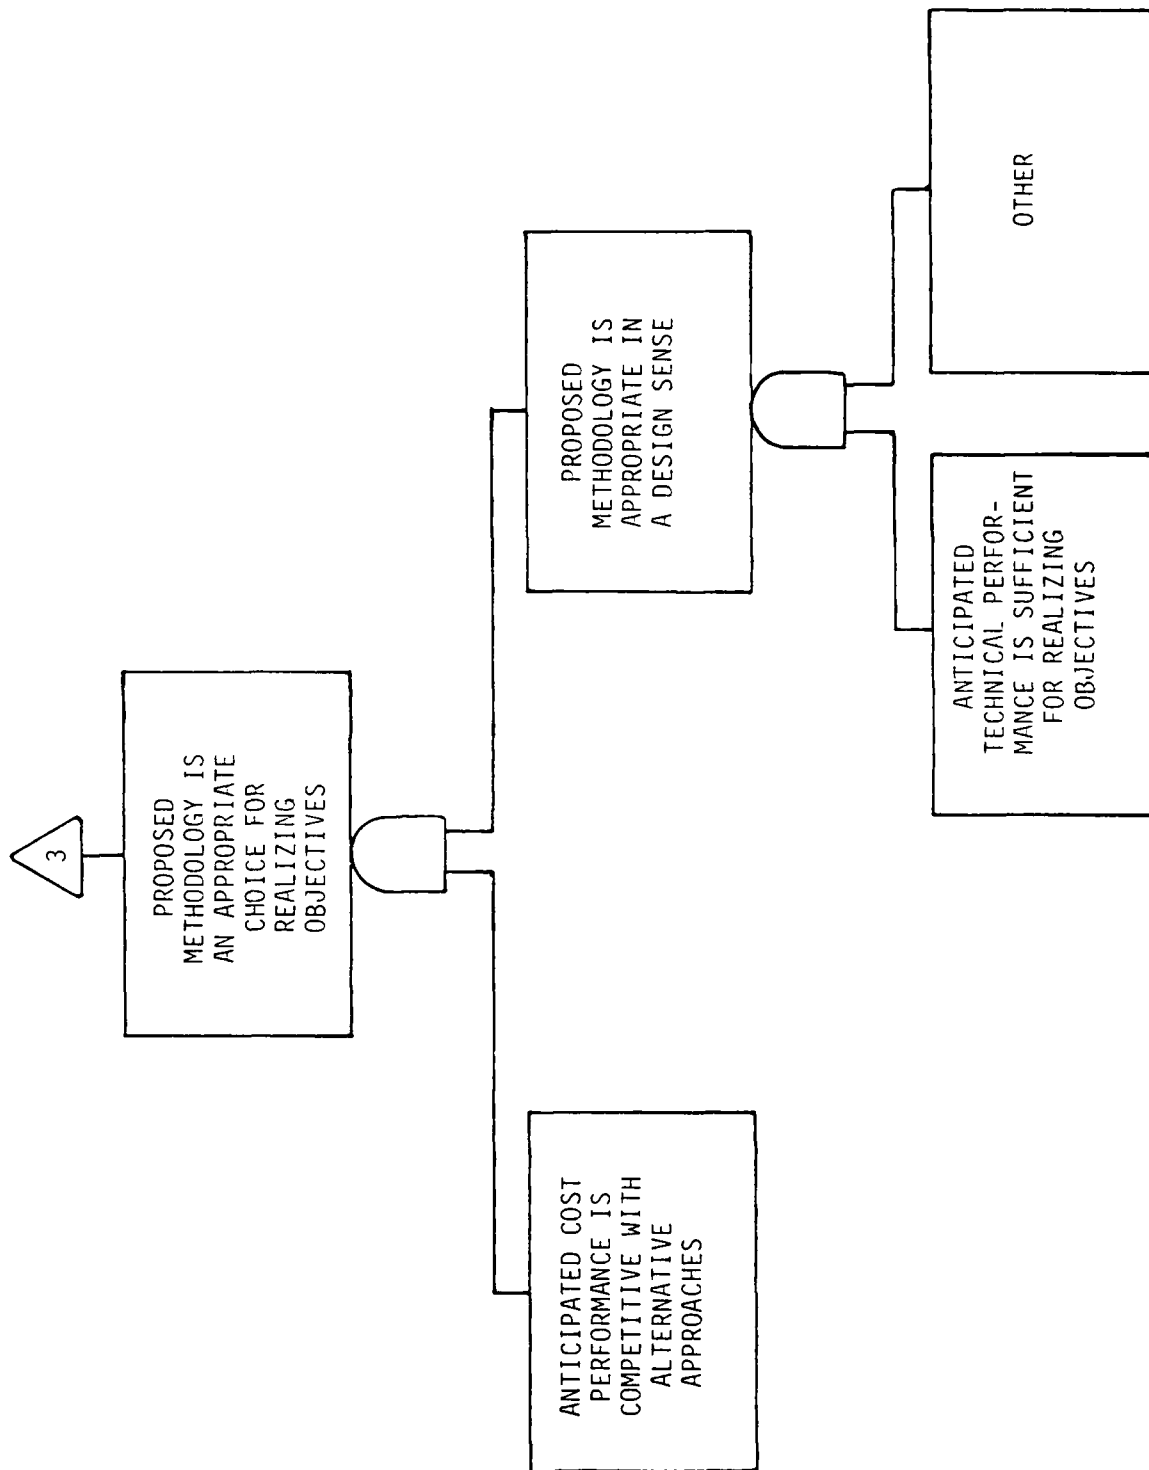 3
PROPOSED
METHODOLOGY IS
AN APPROPRIATE
CHOICE FOR
REALIZING
OBJECTIVES
ANTICIPATED COST
PERFORMANCE IS
COMPETITIVE WITH
ALTERNATIVE
APPROACHES
PROPOSED
METHODOLOGY IS
APPROPRIATE IN
A DESIGN SENSE
ANTICIPATED
TECHNICAL PERFOR-
MANCE IS SUFFICIENT
FOR REALIZING
OBJECTIVES
OTHER